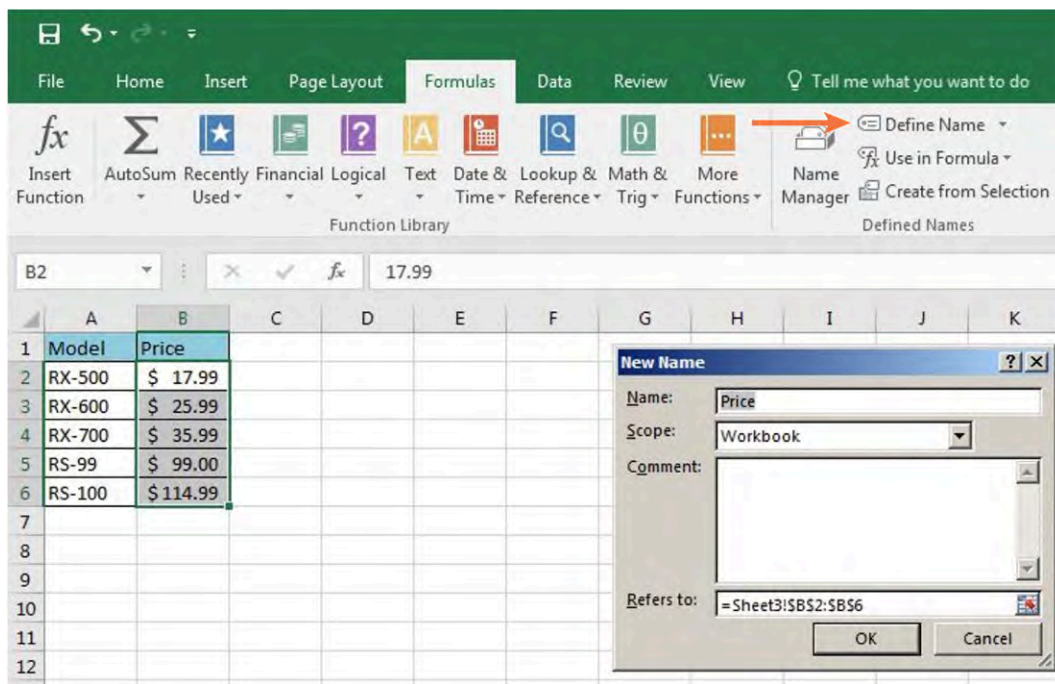 File Home Insert Page Layout Formulas Data Review View Tell me what you want to do
fx Insert Function
Σ AutoSum
Recently Used
Financial
? Logical
A Text
Date & Time
Lookup & Reference
θ Math & Trig
... More Functions
Function Library
Name Manager
Define Name
Use in Formula
Create from Selection
Defined Names
B2 fx 17.99
A B C D E F G H I J K
1 Model Price
2 RX-500 $ 17.99
3 RX-600 $ 25.99
4 RX-700 $ 35.99
5 RS-99 $ 99.00
6 RS-100 $114.99
7
8
9
10
11
12
New Name ? X
Name: Price
Scope: Workbook
Comment:
Refers to: =Sheet3!$B$2:$B$6
OK Cancel